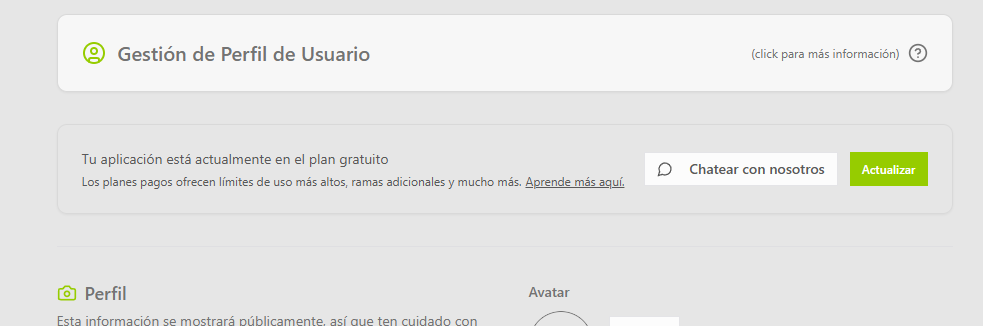 Gestión de Perfil de Usuario
(click para más información)
Tu aplicación está actualmente en el plan gratuito
Los planes pagos ofrecen límites de uso más altos, ramas adicionales y mucho más. Aprende más aquí.
Chatear con nosotros
Actualizar
Perfil
Avatar
Esta información se mostrará públicamente, así que ten cuidado con